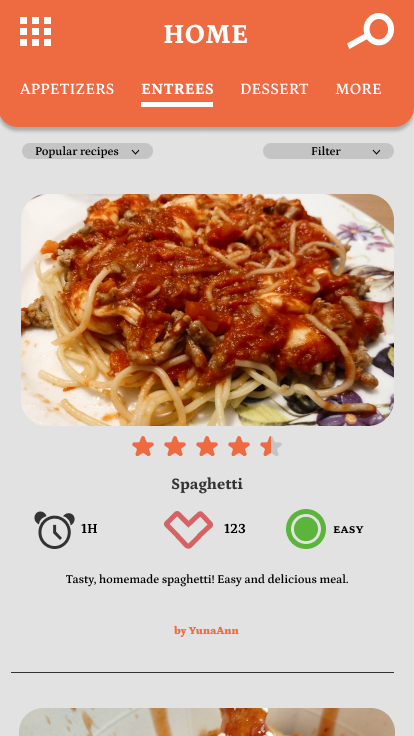 HOME
APPETIZERS ENTREES DESSERT MORE
Popular recipes Filter
Spaghetti
1H 123 EASY
Tasty, homemade spaghetti! Easy and delicious meal.
by YunaAnn